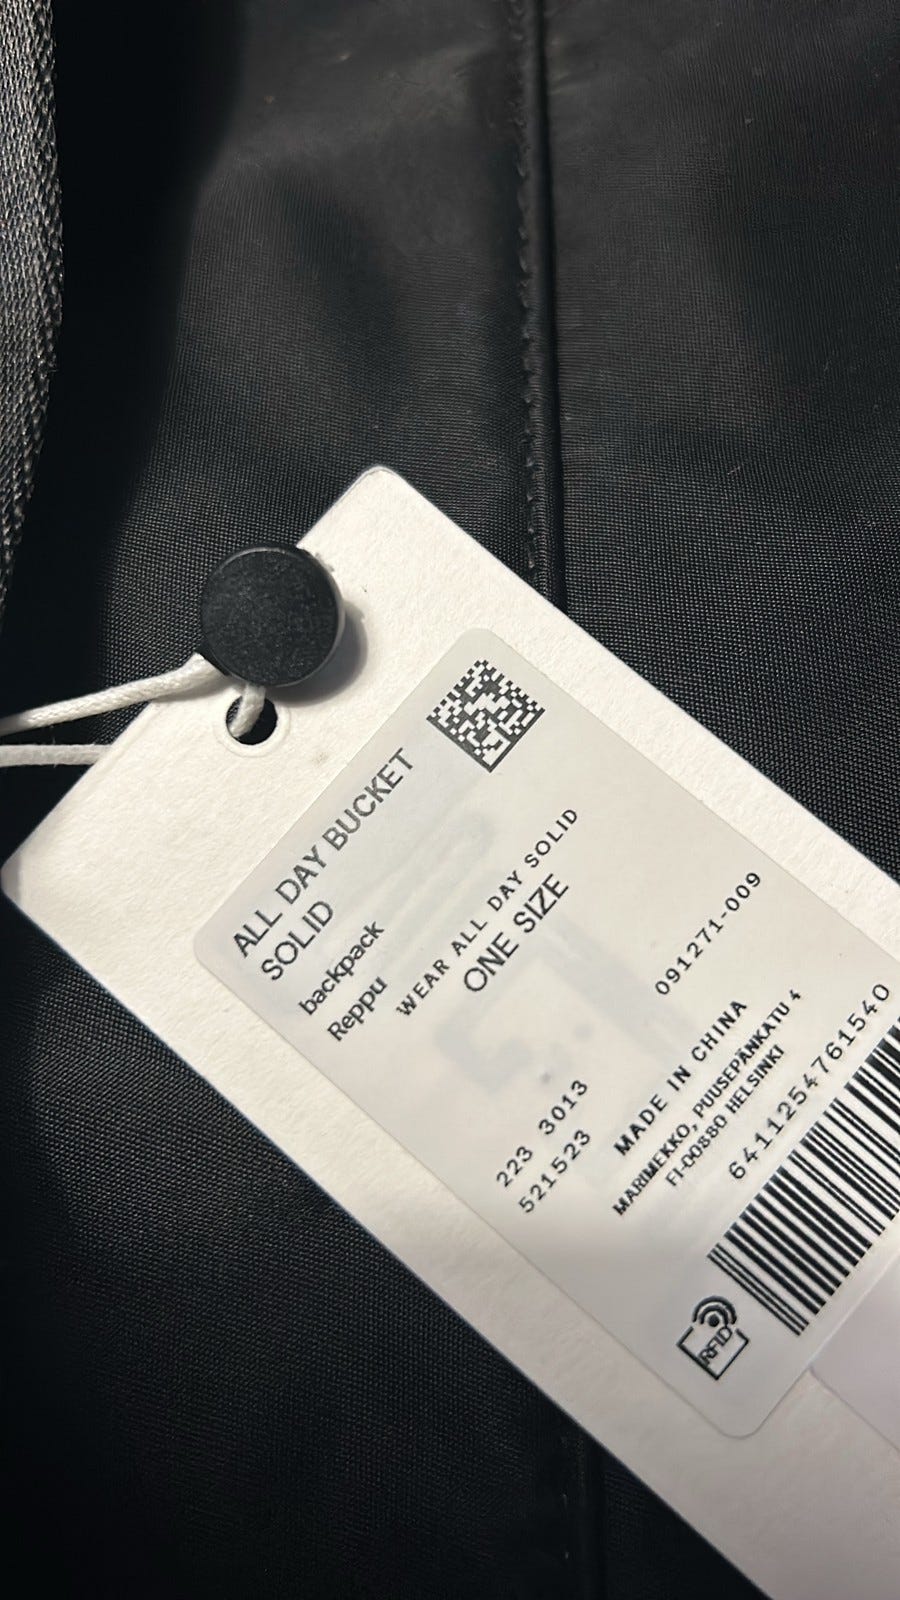 ALL DAY BUCKET
SOLID
backpack
Reppu
WEAR ALL DAY SOLID
ONE SIZE
091271-009
223 3013
521523
MADE IN CHINA
MARIMEKKO, PUUSEPÄNKATU 4
FI-00880 HELSINKI
6411254761540
RFID